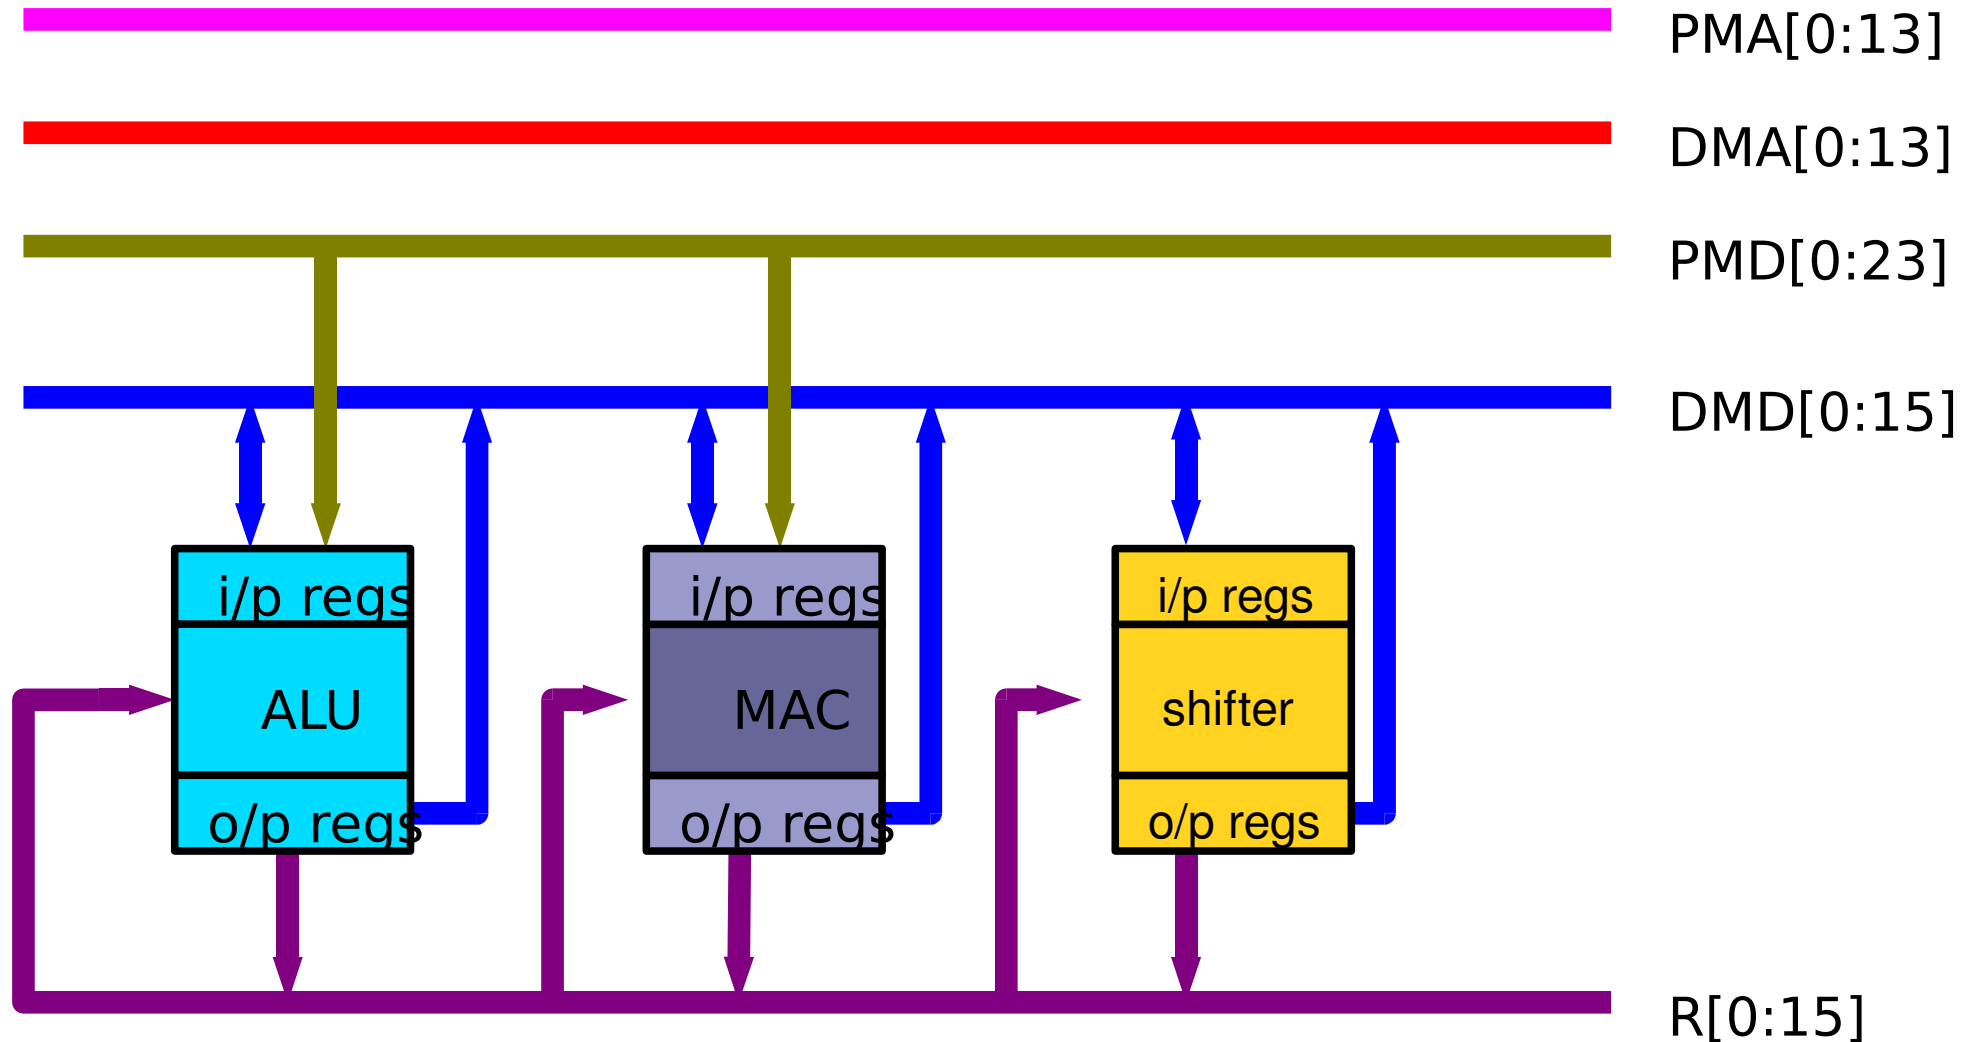 PMA[0:13]
DMA[0:13]
PMD[0:23]
DMD[0:15]
i/p regs
ALU
o/p regs
i/p regs
MAC
o/p regs
i/p regs
shifter
o/p regs
R[0:15]